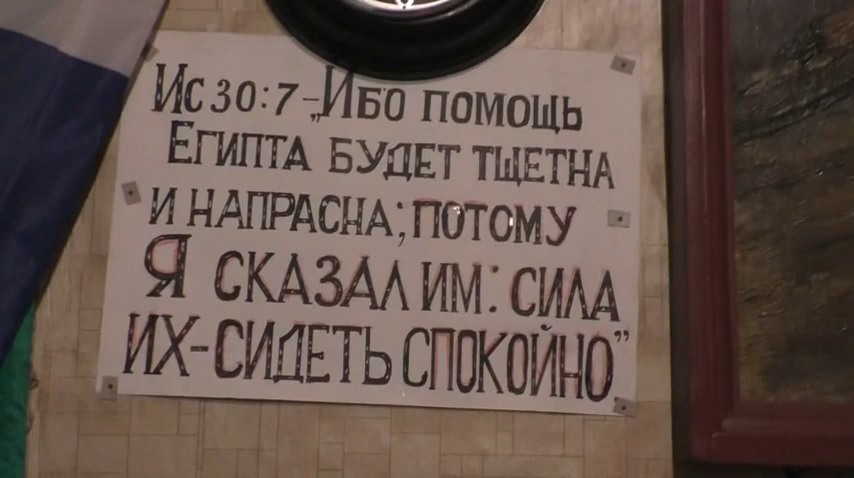 Ис 30:7-„Ибо помощь
Египта будет тщетна
и напрасна; потому
Я сказал им: сила
их-сидеть спокойно”